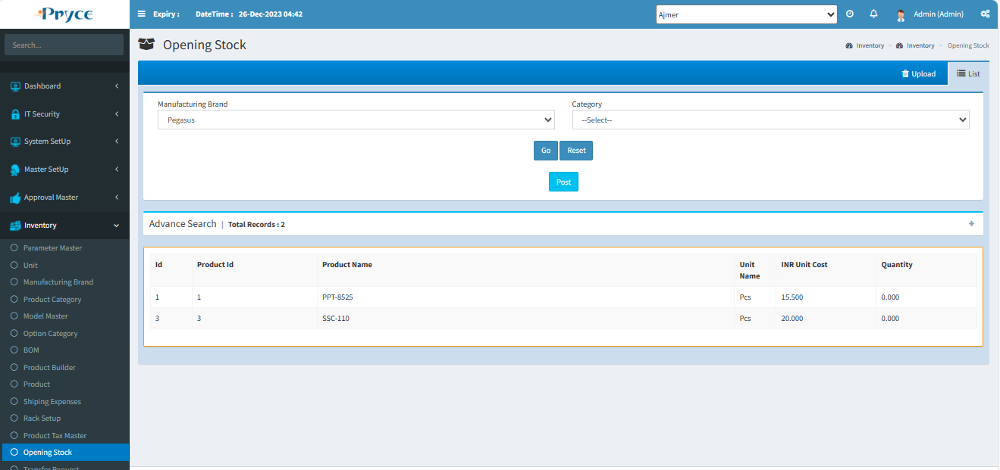 Pryce
Expiry :
DateTime : 26-Dec-2023 04:42
Ajmer
Admin (Admin)
Search...
Dashboard
IT Security
System SetUp
Master SetUp
Approval Master
Inventory
Parameter Master
Unit
Manufacturing Brand
Product Category
Model Master
Option Category
BOM
Product Builder
Product
Shiping Expenses
Rack Setup
Product Tax Master
Opening Stock
Transfer Request
Opening Stock
Inventory > Inventory > Opening Stock
Upload
List
Manufacturing Brand
Category
Pegasus
--Select--
Go
Reset
Post
Advance Search | Total Records : 2
Id Product Id Product Name Unit Name INR Unit Cost Quantity
1 1 PPT-8525 Pcs 15.500 0.000
3 3 SSC-110 Pcs 20.000 0.000